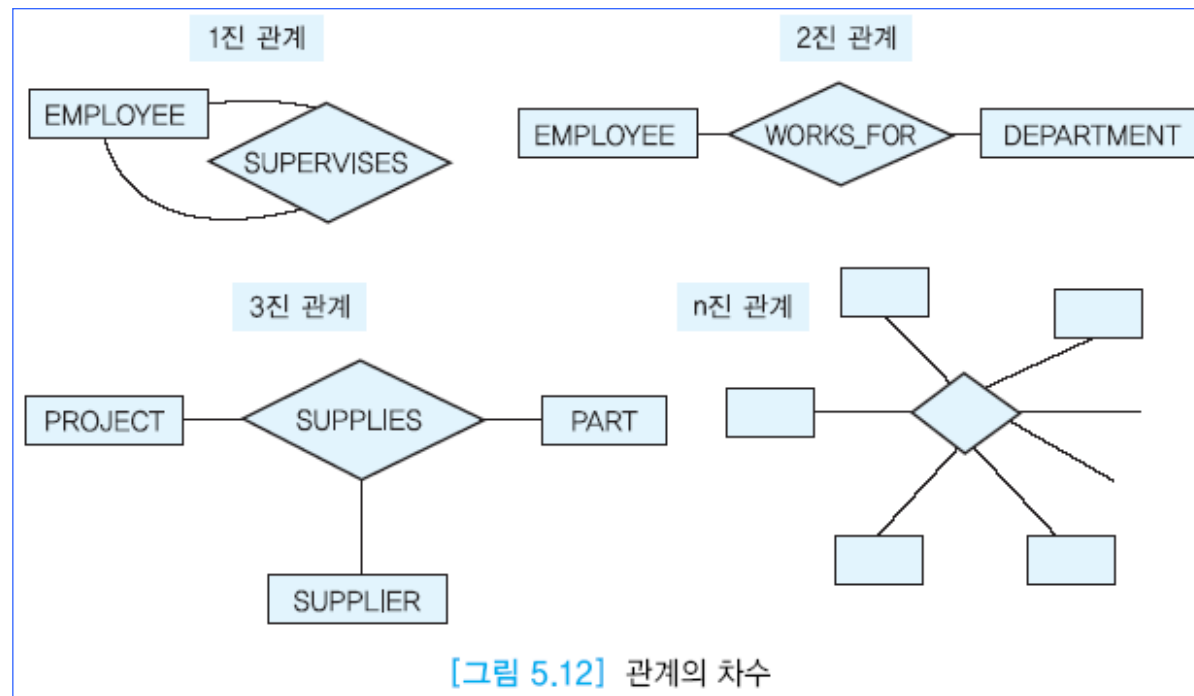 1진 관계
2진 관계
EMPLOYEE
SUPERVISES
EMPLOYEE
WORKS_FOR
DEPARTMENT
3진 관계
n진 관계
PROJECT
SUPPLIES
PART
SUPPLIER
[그림 5.12] 관계의 차수